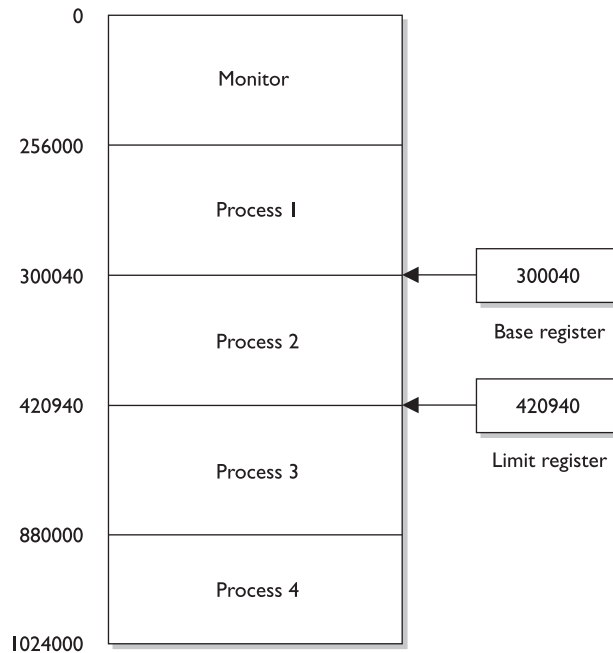 0
Monitor
256000
Process 1
300040
300040
Base register
Process 2
420940
420940
Limit register
Process 3
880000
Process 4
1024000